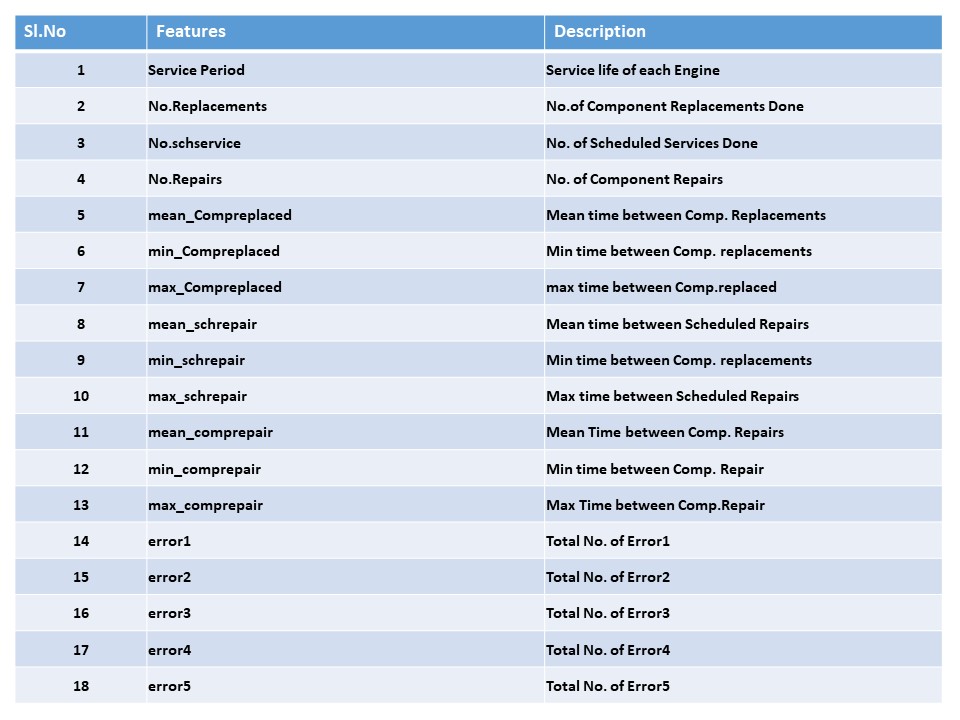 Sl.No Features Description
1 Service Period Service life of each Engine
2 No.Replacements No.of Component Replacements Done
3 No.schservice No. of Scheduled Services Done
4 No.Repairs No. of Component Repairs
5 mean_Compreplaced Mean time between Comp. Replacements
6 min_Compreplaced Min time between Comp. replacements
7 max_Compreplaced max time between Comp.replaced
8 mean_schrepair Mean time between Scheduled Repairs
9 min_schrepair Min time between Comp. replacements
10 max_schrepair Max time between Scheduled Repairs
11 mean_comprepair Mean Time between Comp. Repairs
12 min_comprepair Min time between Comp. Repair
13 max_comprepair Max Time between Comp.Repair
14 error1 Total No. of Error1
15 error2 Total No. of Error2
16 error3 Total No. of Error3
17 error4 Total No. of Error4
18 error5 Total No. of Error5